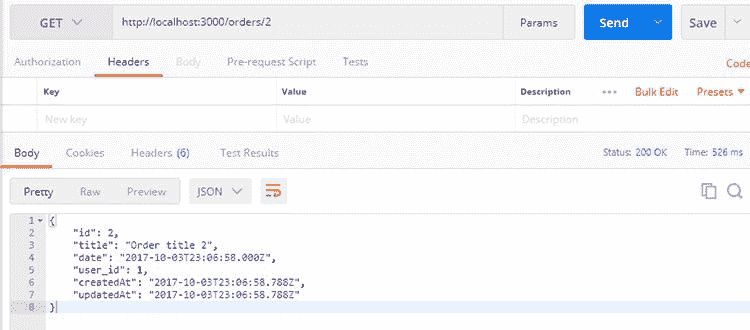 GET http://localhost:3000/orders/2 Params Send Save
Authorization Headers Body Pre-request Script Tests Code
Key Value Description ••• Bulk Edit Presets
New key Value Description
Body Cookies Headers (6) Test Results Status: 200 OK Time: 526 ms
Pretty Raw Preview JSON
1 {
2 "id": 2,
3 "title": "Order title 2",
4 "date": "2017-10-03T23:06:58.000Z",
5 "user_id": 1,
6 "createdAt": "2017-10-03T23:06:58.788Z",
7 "updatedAt": "2017-10-03T23:06:58.788Z"
8 }